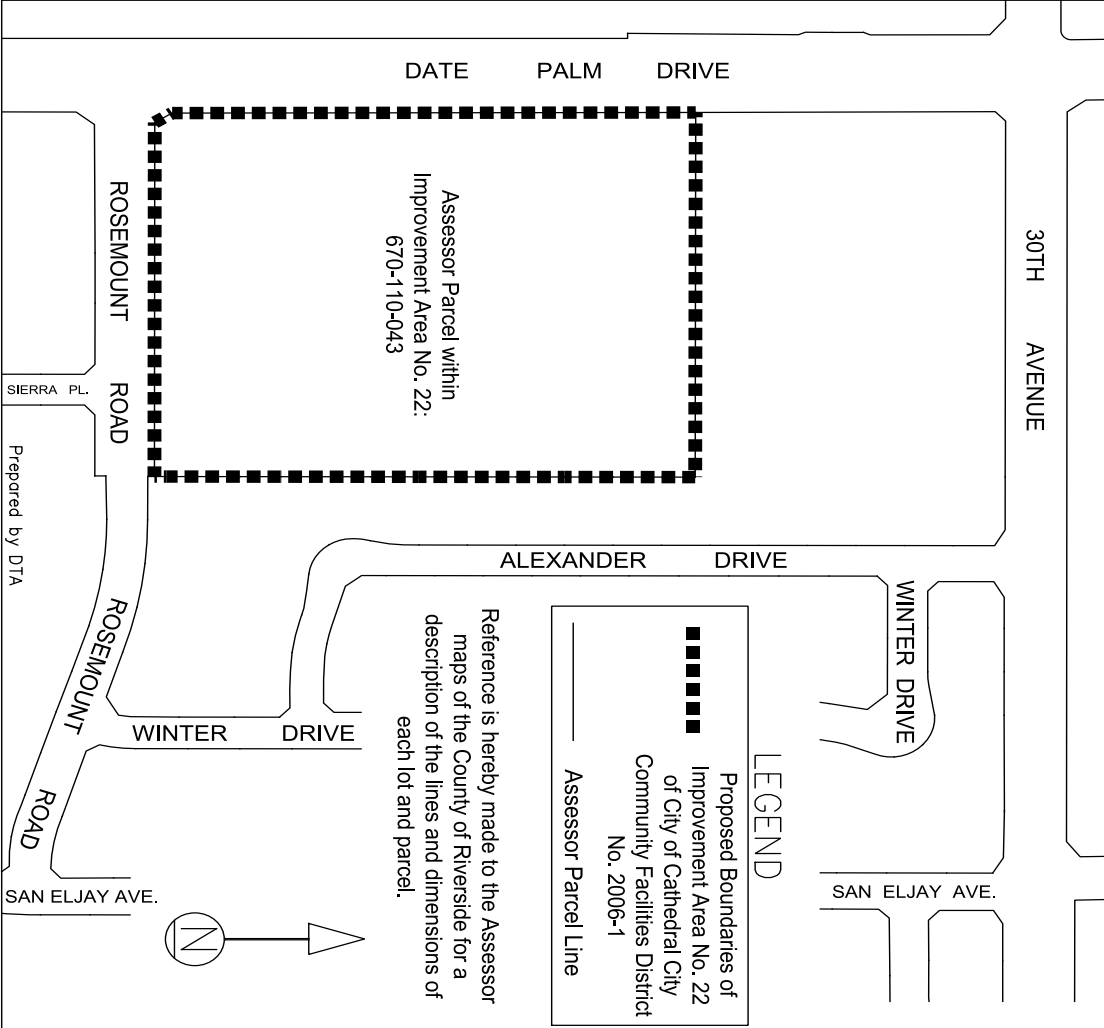 DATE PALM DRIVE
30TH AVENUE
ROSEMOUNT ROAD
SIERRA PL.
Assessor Parcel within
Improvement Area No. 22:
670-110-043
ALEXANDER DRIVE
WINTER DRIVE
WINTER DRIVE
ROSEMOUNT ROAD
SAN ELJAY AVE.
SAN ELJAY AVE.
LEGEND
Proposed Boundaries of
Improvement Area No. 22
of City of Cathedral City
Community Facilities District
No. 2006-1
Assessor Parcel Line
Reference is hereby made to the Assessor
maps of the County of Riverside for a
description of the lines and dimensions of
each lot and parcel.
N
Prepared by DTA